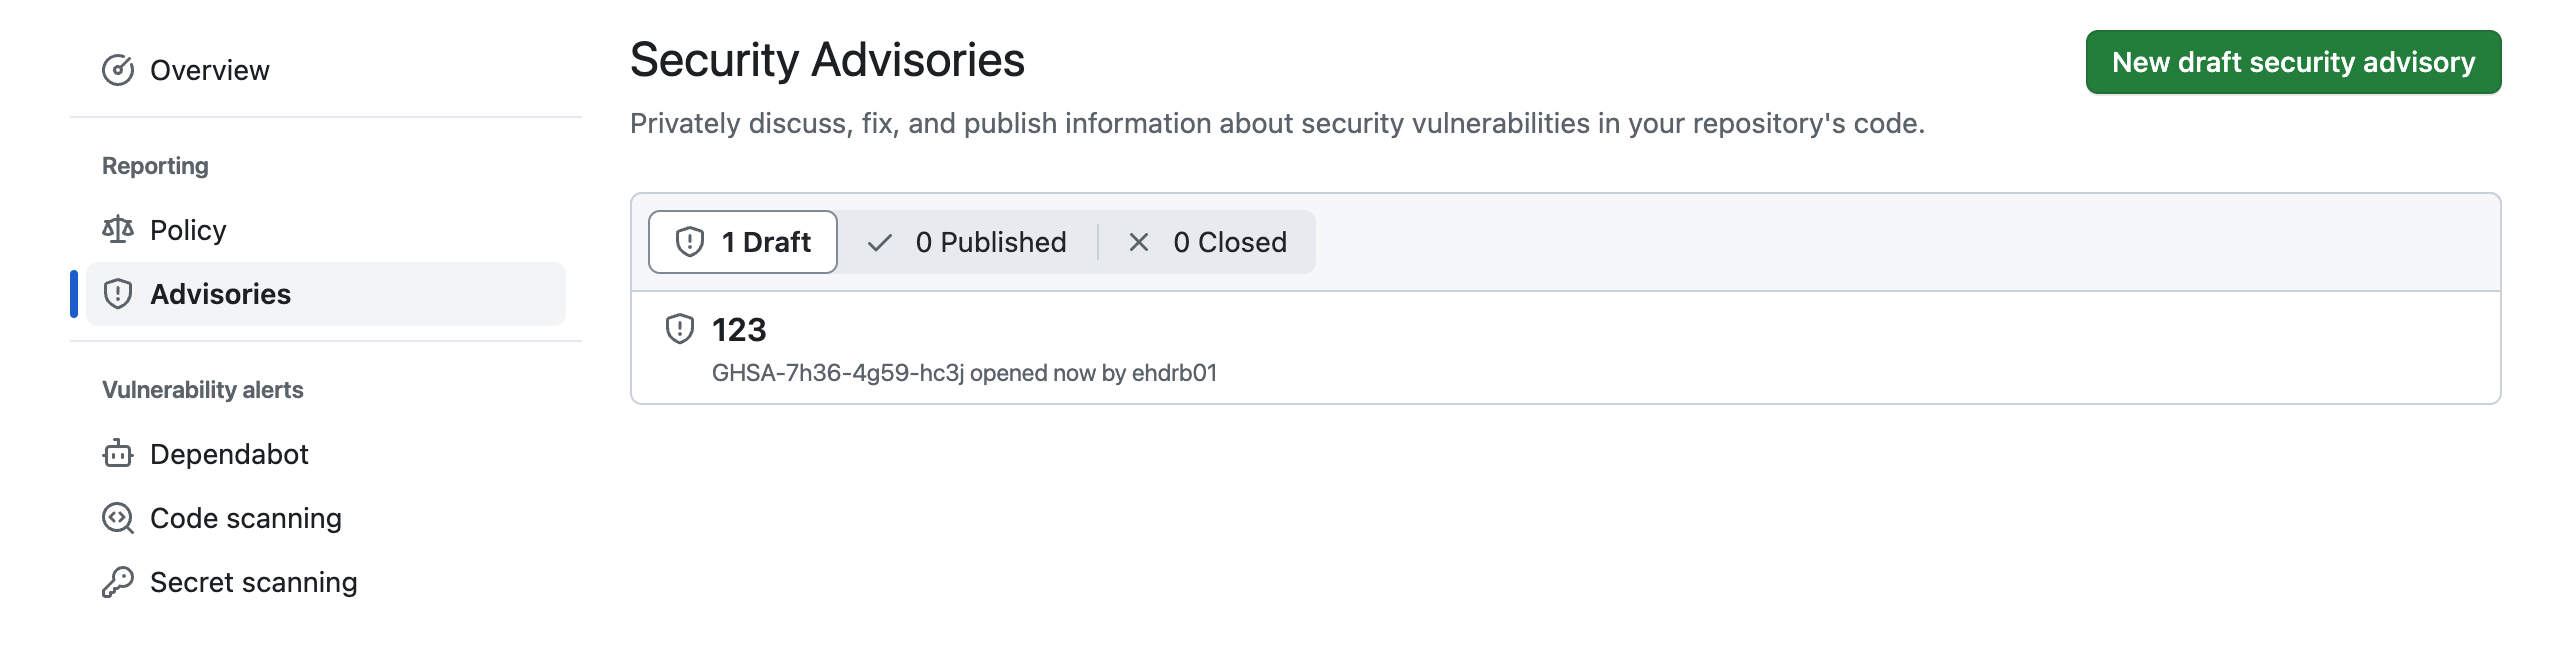 Overview
Reporting
Policy
Advisories
Vulnerability alerts
Dependabot
Code scanning
Secret scanning
Security Advisories
New draft security advisory
Privately discuss, fix, and publish information about security vulnerabilities in your repository's code.
1 Draft 0 Published 0 Closed
123
GHSA-7h36-4g59-hc3j opened now by ehdrb01